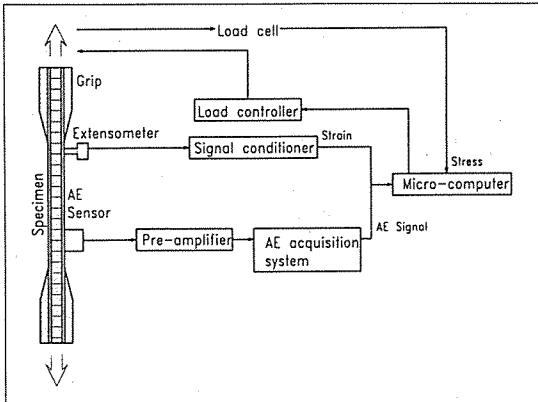 Load cell
Grip
Load controller
Extensometer
Signal conditioner
Strain
Stress
Micro-computer
Specimen
AE
Sensor
AE Signal
Pre-amplifier
AE acquisition
system